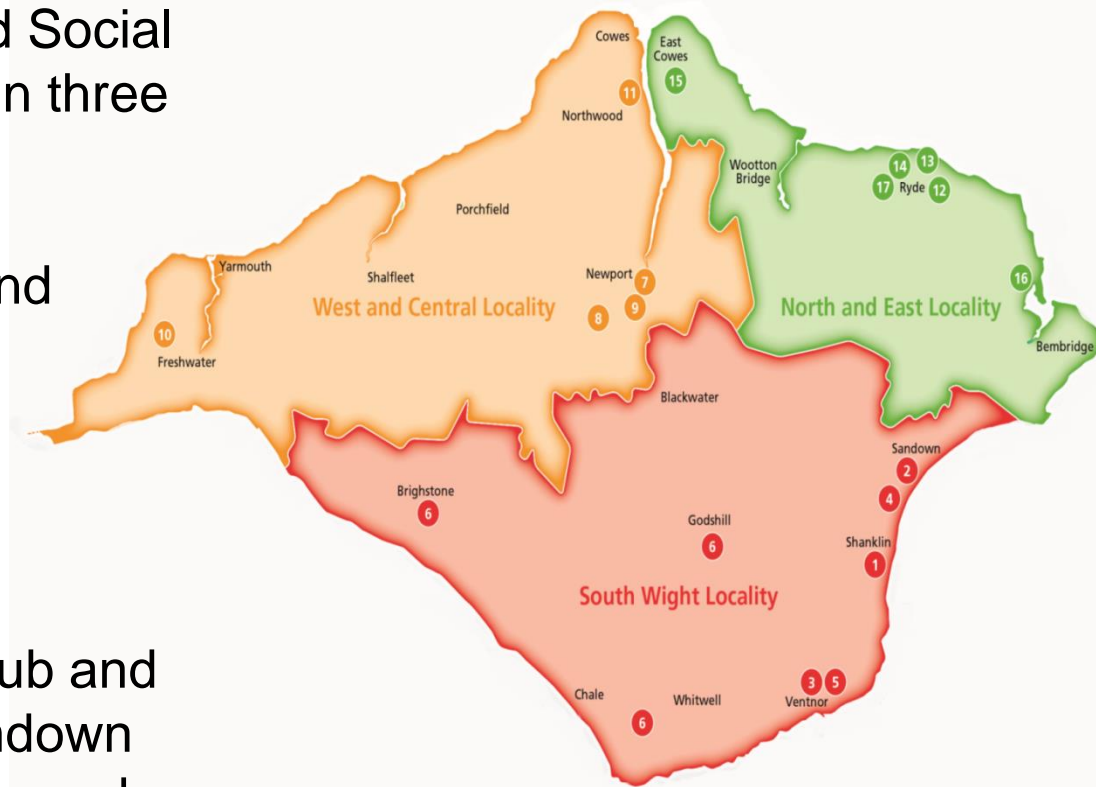 d Social
n three
nd
ub and
ndown
Cowes
East
Cowes
15
11
Northwood
Wootton
Bridge
14
13
17
Ryde
12
Porchfield
Yarmouth
Shalfleet
Newport
7
16
West and Central Locality
8
9
North and East Locality
10
Freshwater
Bembridge
Blackwater
Sandown
2
4
Brighstone
6
Godshill
6
Shanklin
1
South Wight Locality
3
5
Chale
Whitwell
Ventnor
6